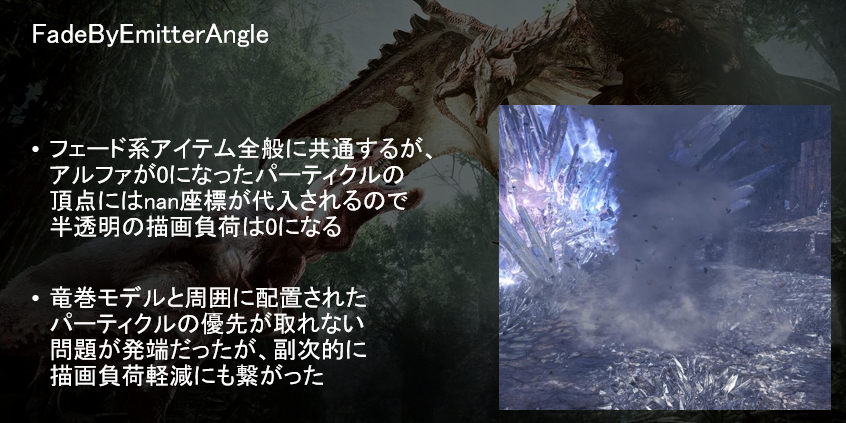 FadeByEmitterAngle
• フェード系アイテム全般に共通するが、
アルファが0になったパーティクルの
頂点にはnan座標が代入されるので
半透明の描画負荷は0になる
• 竜巻モデルと周囲に配置された
パーティクルの優先が取れない
問題が発端だったが、副次的に
描画負荷軽減にも繋がった